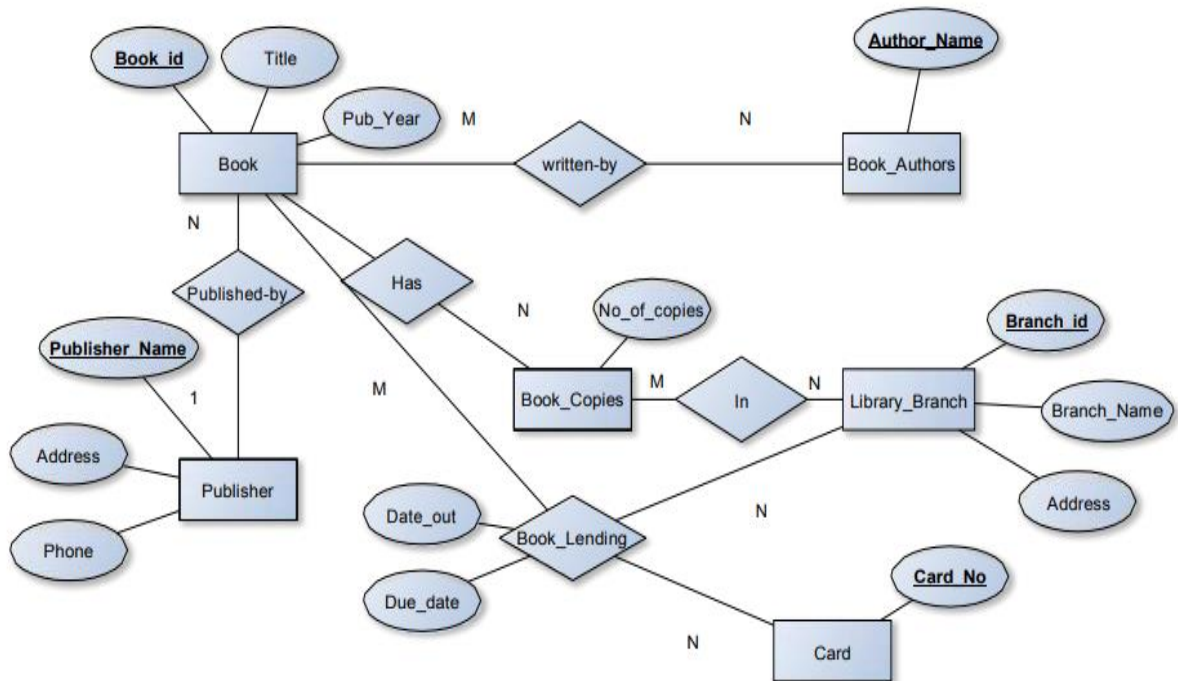 Author_Name
Book_id
Title
Pub_Year
M
N
Book
written-by
Book_Authors
N
Has
Published-by
No_of_copies
N
Branch_id
Publisher_Name
M
N
M
1
Book_Copies
In
Library_Branch
Branch_Name
Address
Publisher
Address
Date_out
N
Book_Lending
Phone
Card_No
Due_date
N
Card